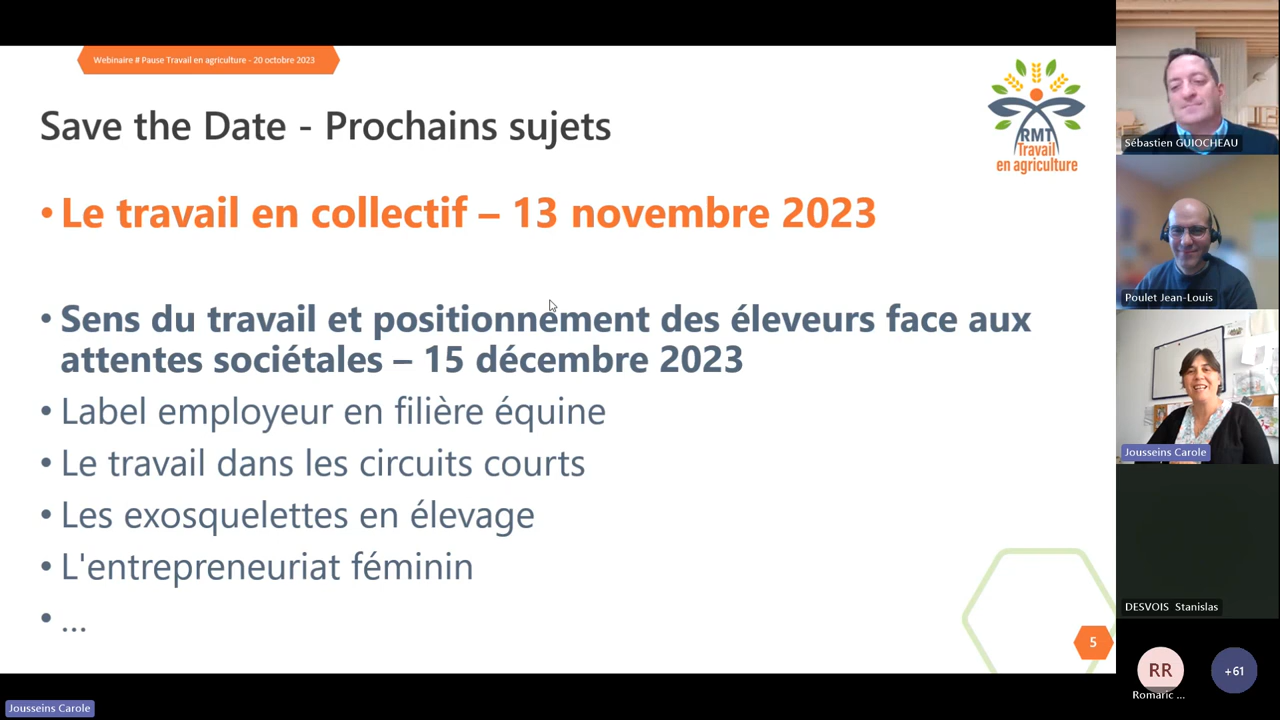 Webinaire # Pause Travail en agriculture - 20 octobre 2023
Save the Date - Prochains sujets
RMT
Travail
en agriculture
• Le travail en collectif – 13 novembre 2023
• Sens du travail et positionnement des éleveurs face aux
attentes sociétales – 15 décembre 2023
• Label employeur en filière équine
• Le travail dans les circuits courts
• Les exosquelettes en élevage
• L'entrepreneuriat féminin
• ...
5
Sébastien GUIOCHEAU
Poulet Jean-Louis
Jousseins Carole
DESVOIS Stanislas
RR
Romaric ...
+61
Jousseins Carole